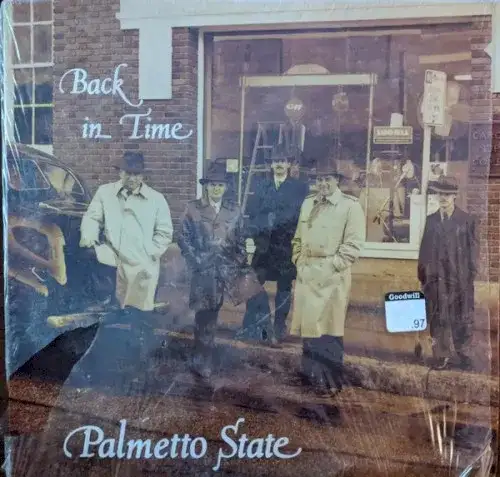 Back
in Time
Goodwill
.97
Palmetto State